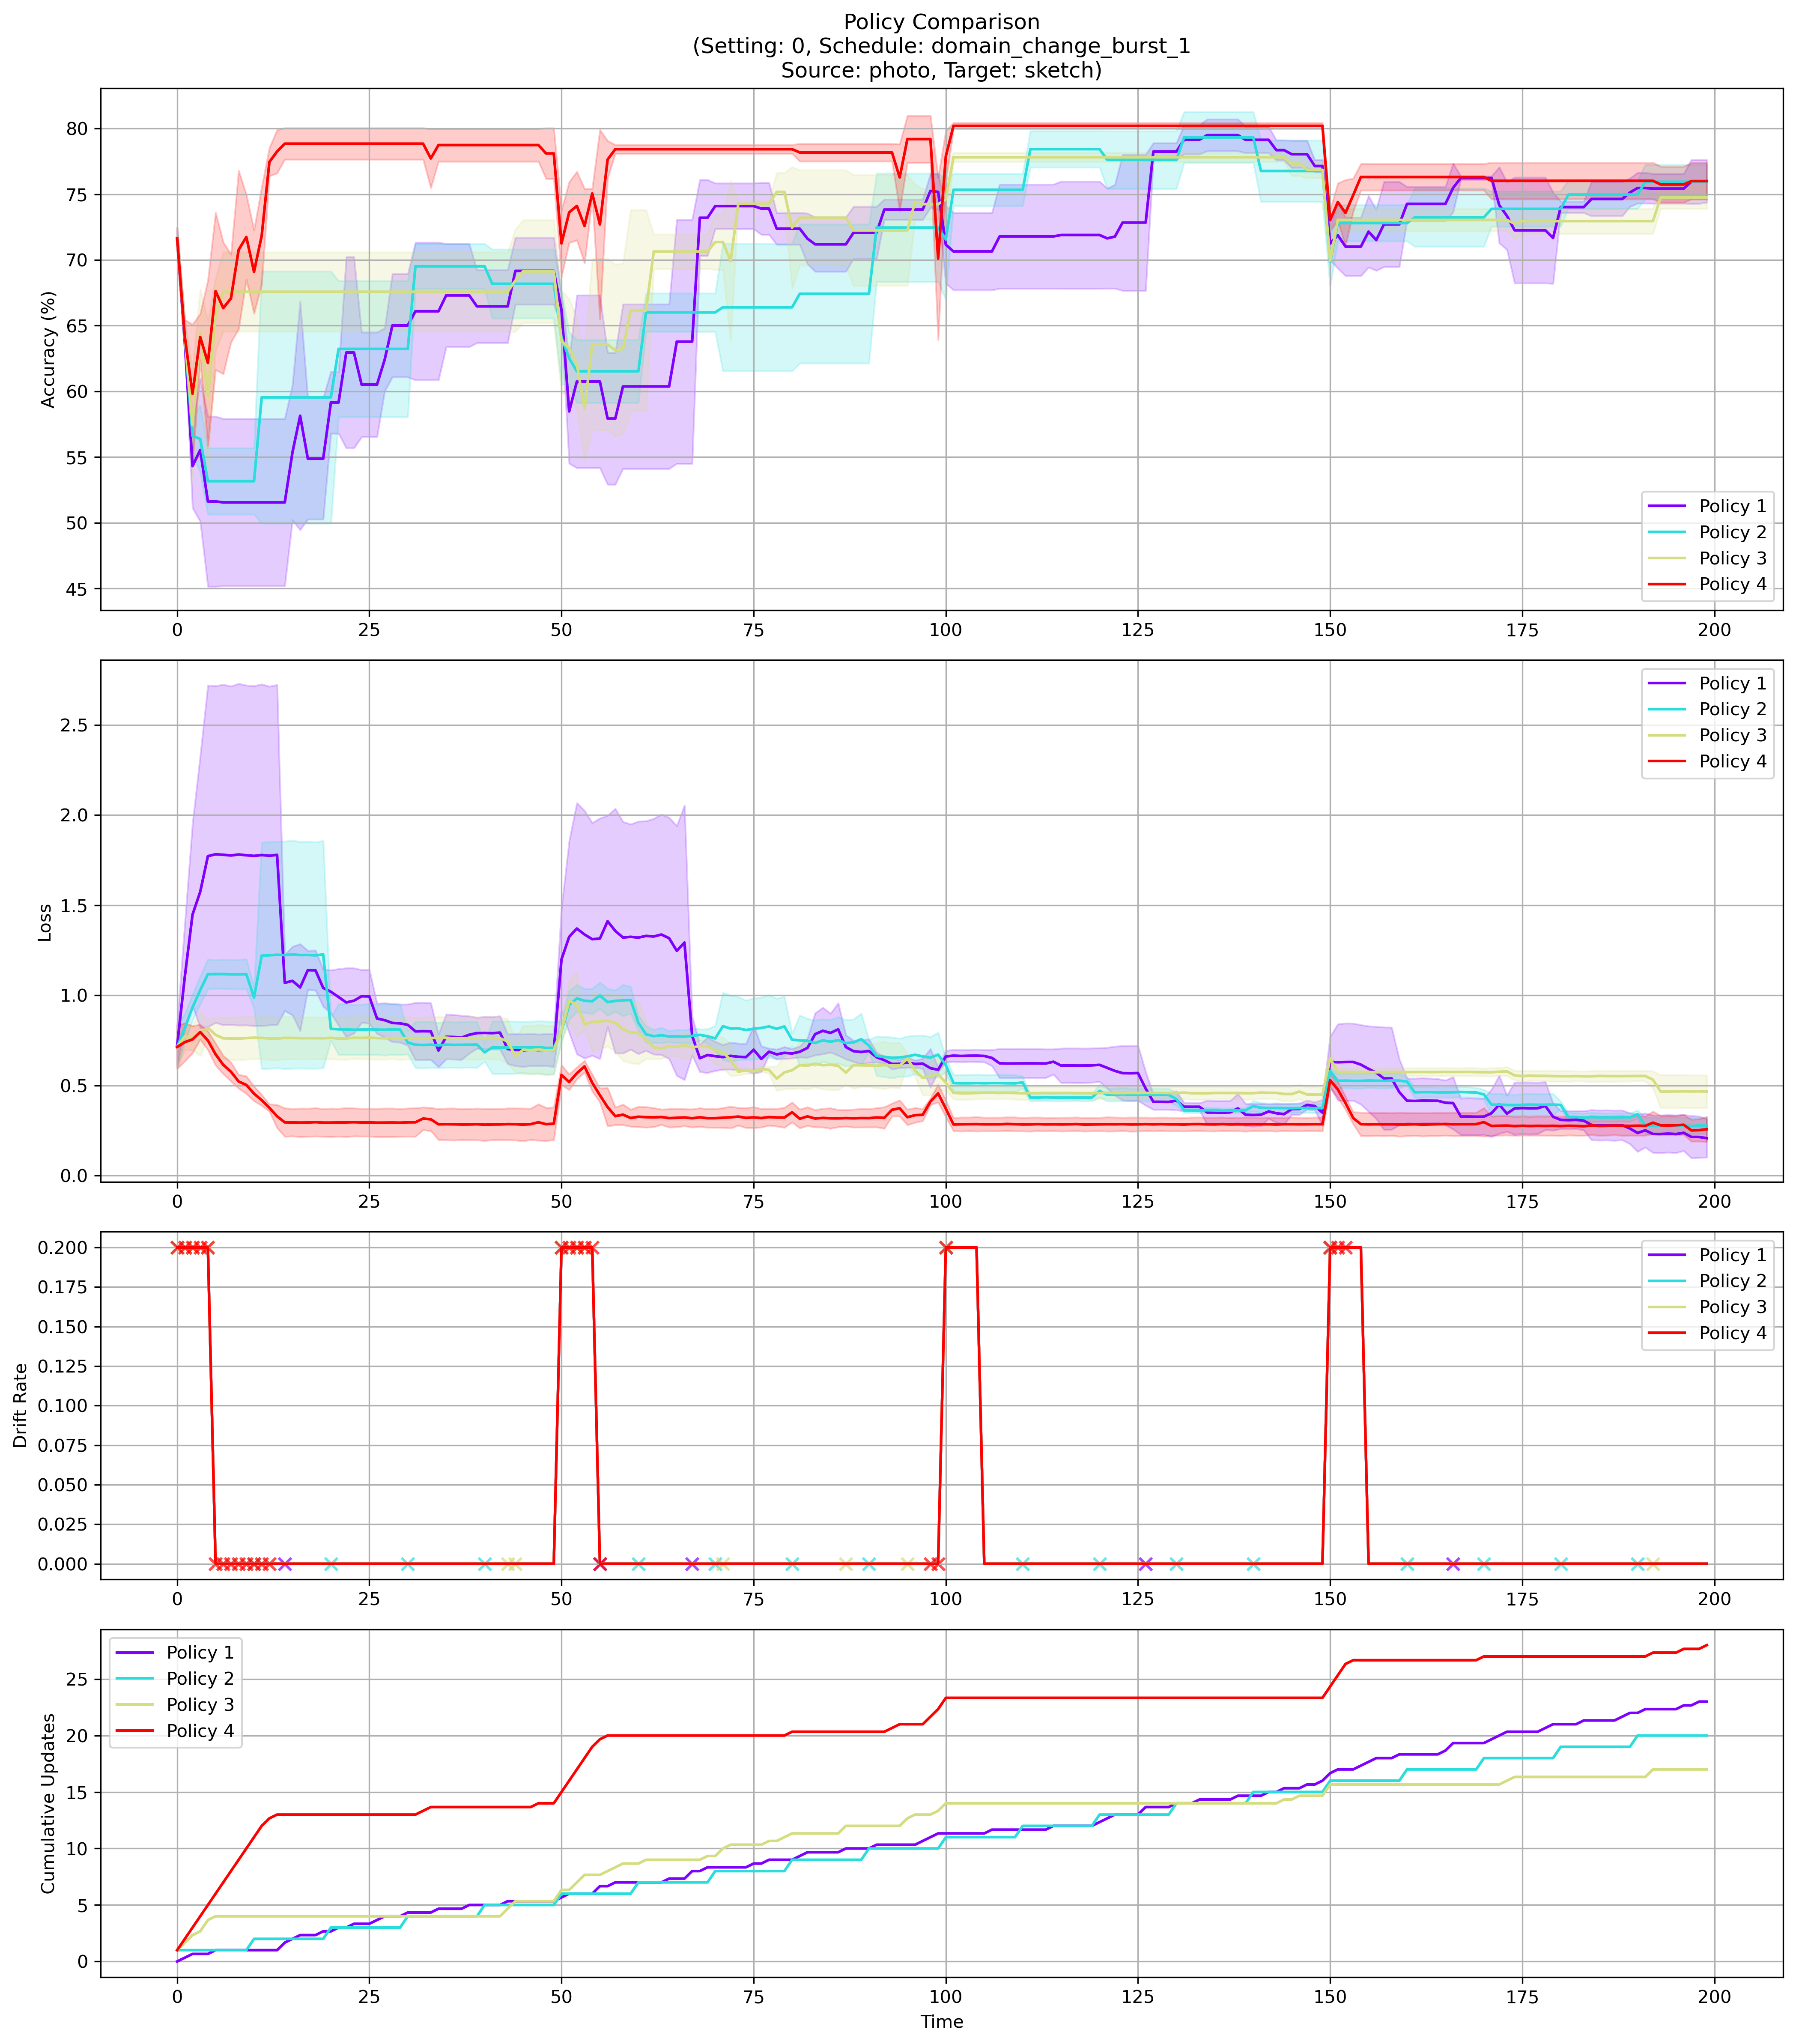 Policy Comparison
(Setting: 0, Schedule: domain_change_burst_1
Source: photo, Target: sketch)
Accuracy (%)
80
75
70
65
60
55
50
45
0 25 50 75 100 125 150 175 200
Policy 1
Policy 2
Policy 3
Policy 4
Loss
2.5
2.0
1.5
1.0
0.5
0.0
0 25 50 75 100 125 150 175 200
Policy 1
Policy 2
Policy 3
Policy 4
Drift Rate
0.200
0.175
0.150
0.125
0.100
0.075
0.050
0.025
0.000
0 25 50 75 100 125 150 175 200
Policy 1
Policy 2
Policy 3
Policy 4
Cumulative Updates
25
20
15
10
5
0
0 25 50 75 100 125 150 175 200
Policy 1
Policy 2
Policy 3
Policy 4
Time